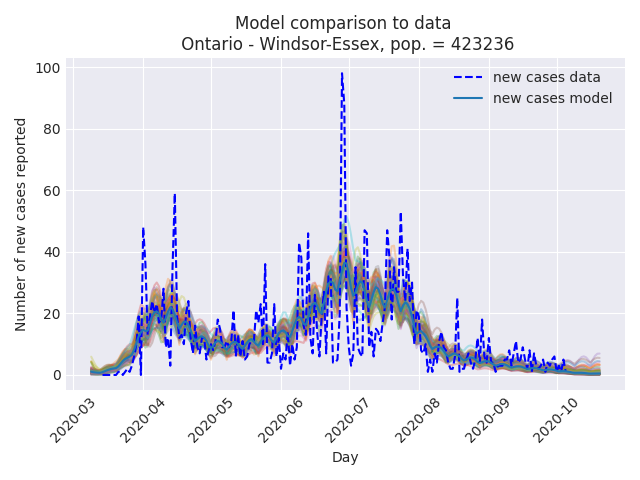 Model comparison to data
Ontario - Windsor-Essex, pop. = 423236
new cases data
new cases model
Number of new cases reported
100
80
60
40
20
0
2020-03
2020-04
2020-05
2020-06
2020-07
2020-08
2020-09
2020-10
Day